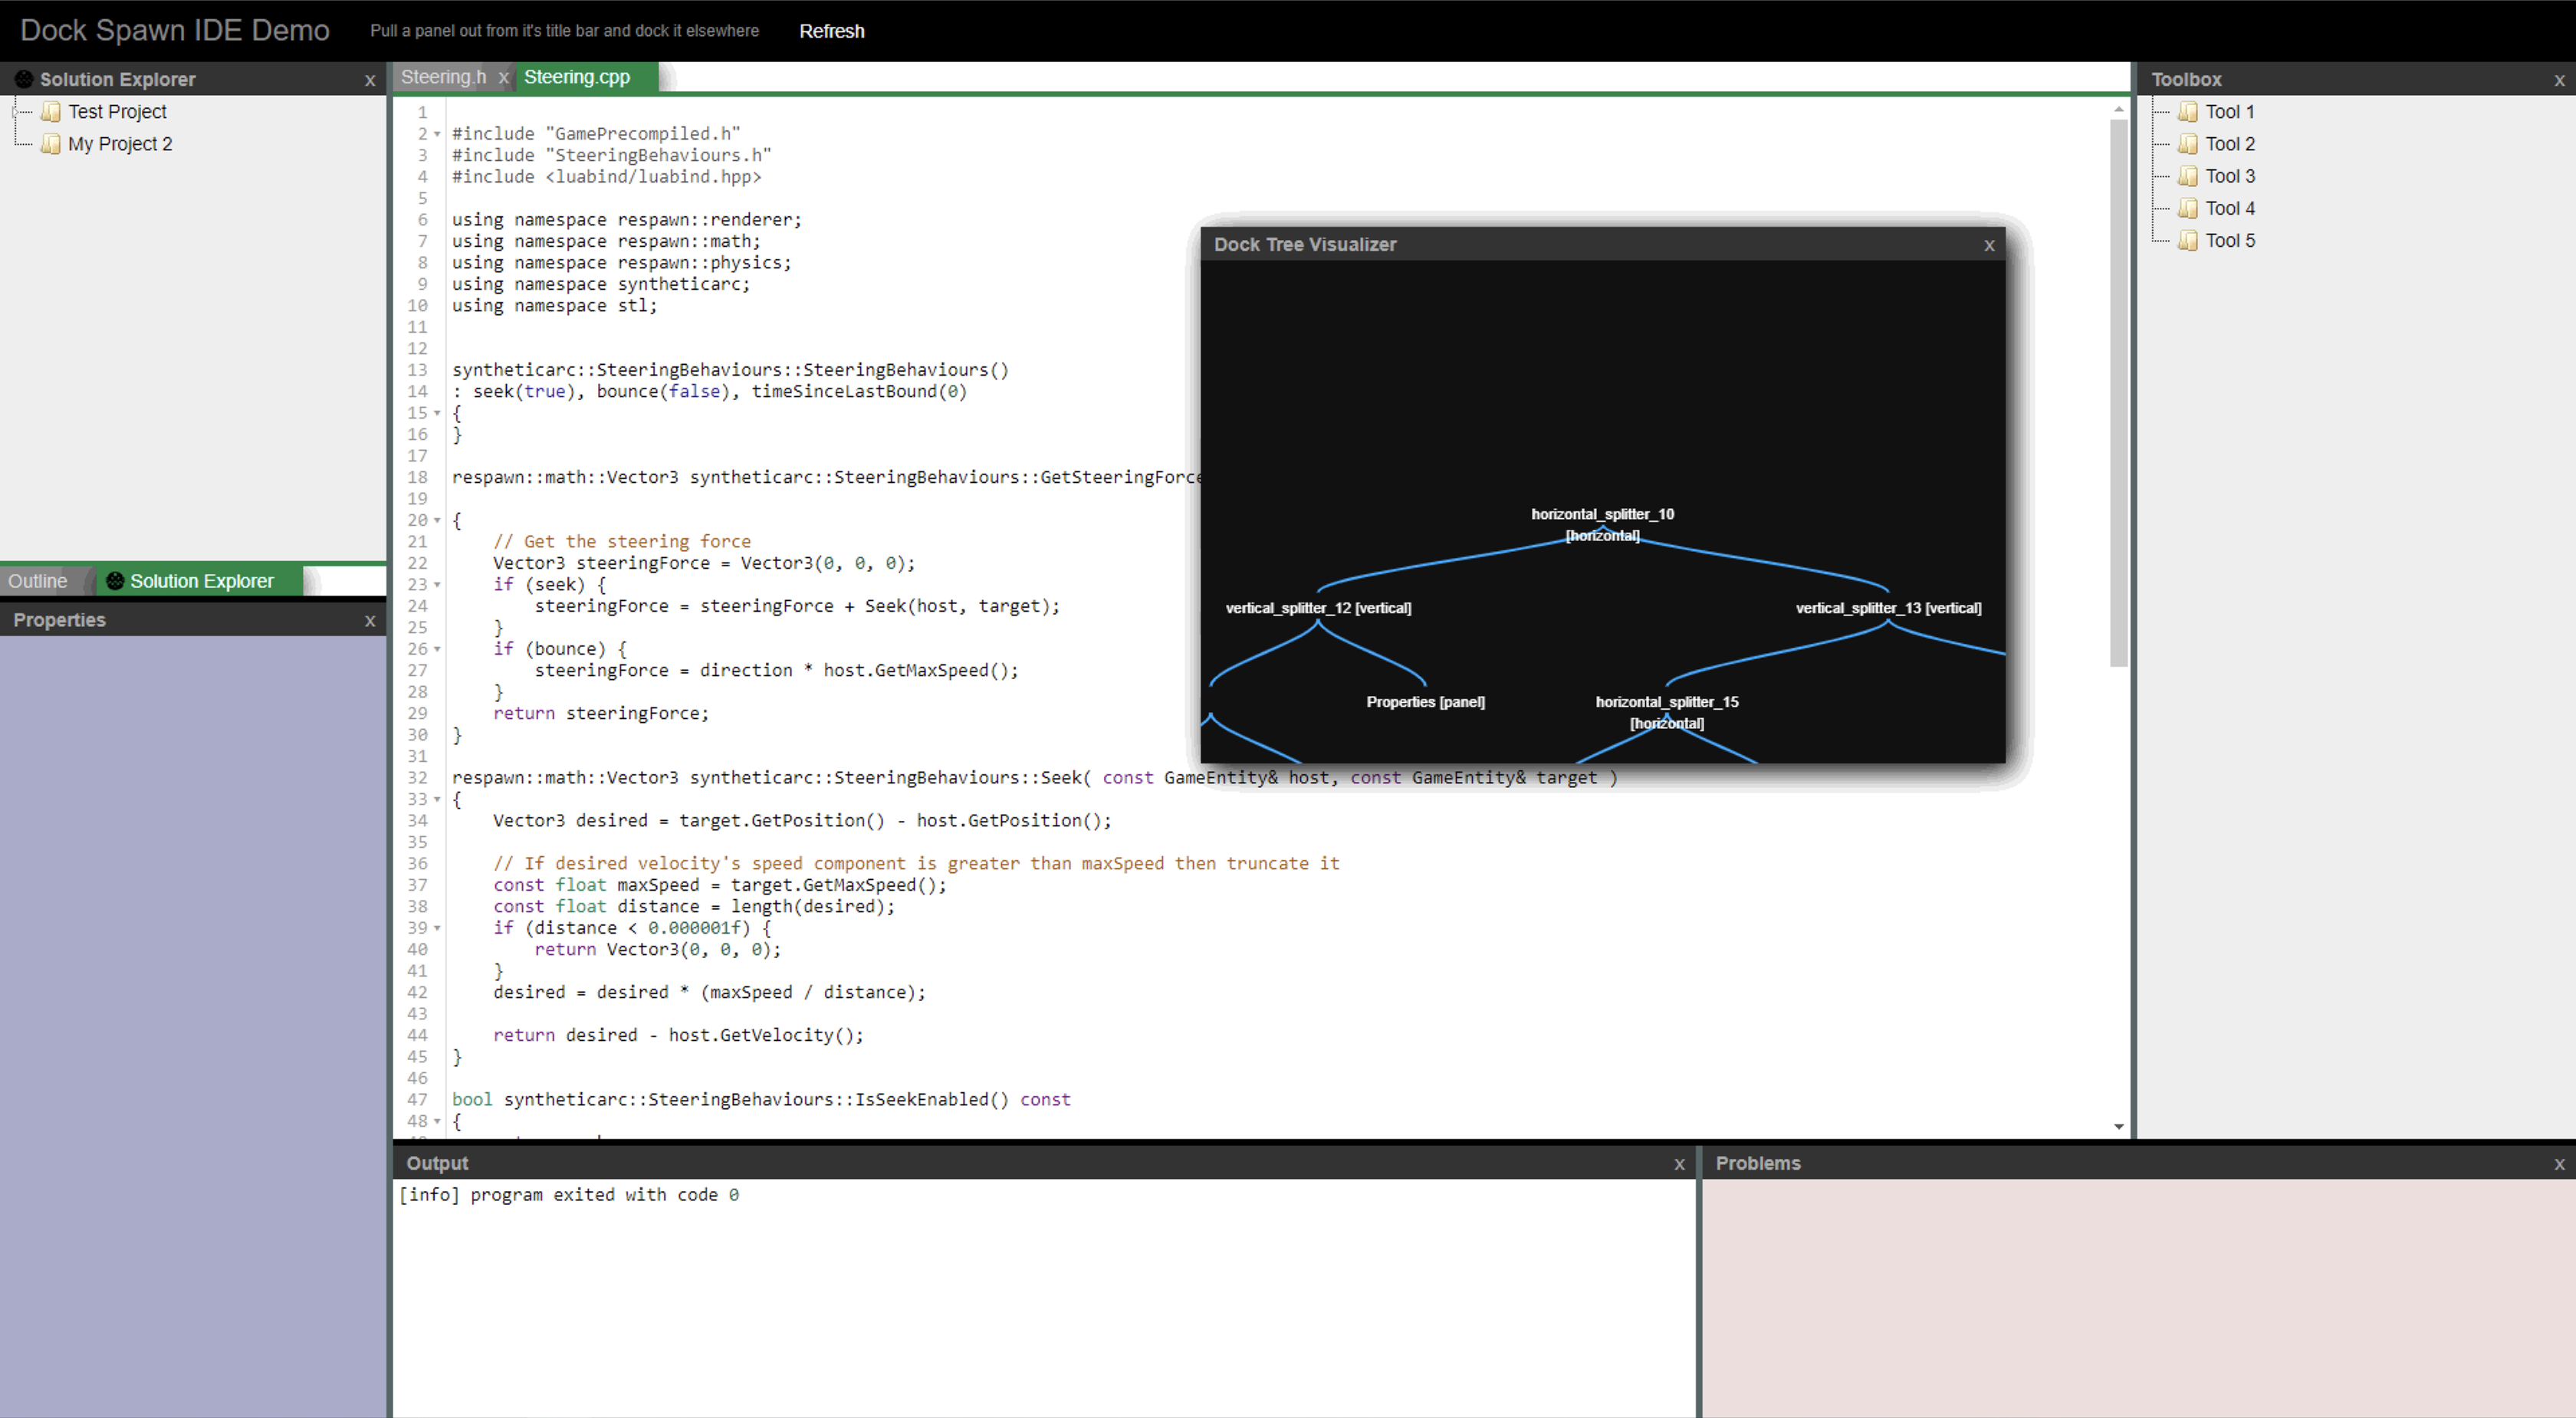 Dock Spawn IDE Demo Pull a panel out from it's title bar and dock it elsewhere Refresh
Solution Explorer x
Test Project
My Project 2
Outline Solution Explorer
Properties x
Steering.h x Steering.cpp
1
2 #include "GamePrecompiled.h"
3 #include "SteeringBehaviours.h"
4 #include <luabind/luabind.hpp>
5
6 using namespace respawn::renderer;
7 using namespace respawn::math;
8 using namespace respawn::physics;
9 using namespace syntheticarc;
10 using namespace stl;
11
12
13 syntheticarc::SteeringBehaviours::SteeringBehaviours()
14 : seek(true), bounce(false), timeSinceLastBound(0)
15 {
16 }
17
18 respawn::math::Vector3 syntheticarc::SteeringBehaviours::GetSteeringForce
19
20 {
21 // Get the steering force
22 Vector3 steeringForce = Vector3(0, 0, 0);
23 if (seek) {
24 steeringForce = steeringForce + Seek(host, target);
25 }
26 if (bounce) {
27 steeringForce = direction * host.GetMaxSpeed();
28 }
29 return steeringForce;
30 }
31
32 respawn::math::Vector3 syntheticarc::SteeringBehaviours::Seek( const GameEntity& host, const GameEntity& target )
33 {
34 Vector3 desired = target.GetPosition() - host.GetPosition();
35
36 // If desired velocity's speed component is greater than maxSpeed then truncate it
37 const float maxSpeed = target.GetMaxSpeed();
38 const float distance = length(desired);
39 if (distance < 0.000001f) {
40 return Vector3(0, 0, 0);
41 }
42 desired = desired * (maxSpeed / distance);
43
44 return desired - host.GetVelocity();
45 }
46
47 bool syntheticarc::SteeringBehaviours::IsSeekEnabled() const
48 {
Dock Tree Visualizer x
horizontal_splitter_10
[horizontal]
vertical_splitter_12 [vertical] vertical_splitter_13 [vertical]
Properties [panel] horizontal_splitter_15
[horizontal]
Toolbox x
Tool 1
Tool 2
Tool 3
Tool 4
Tool 5
Output x
[info] program exited with code 0
Problems x